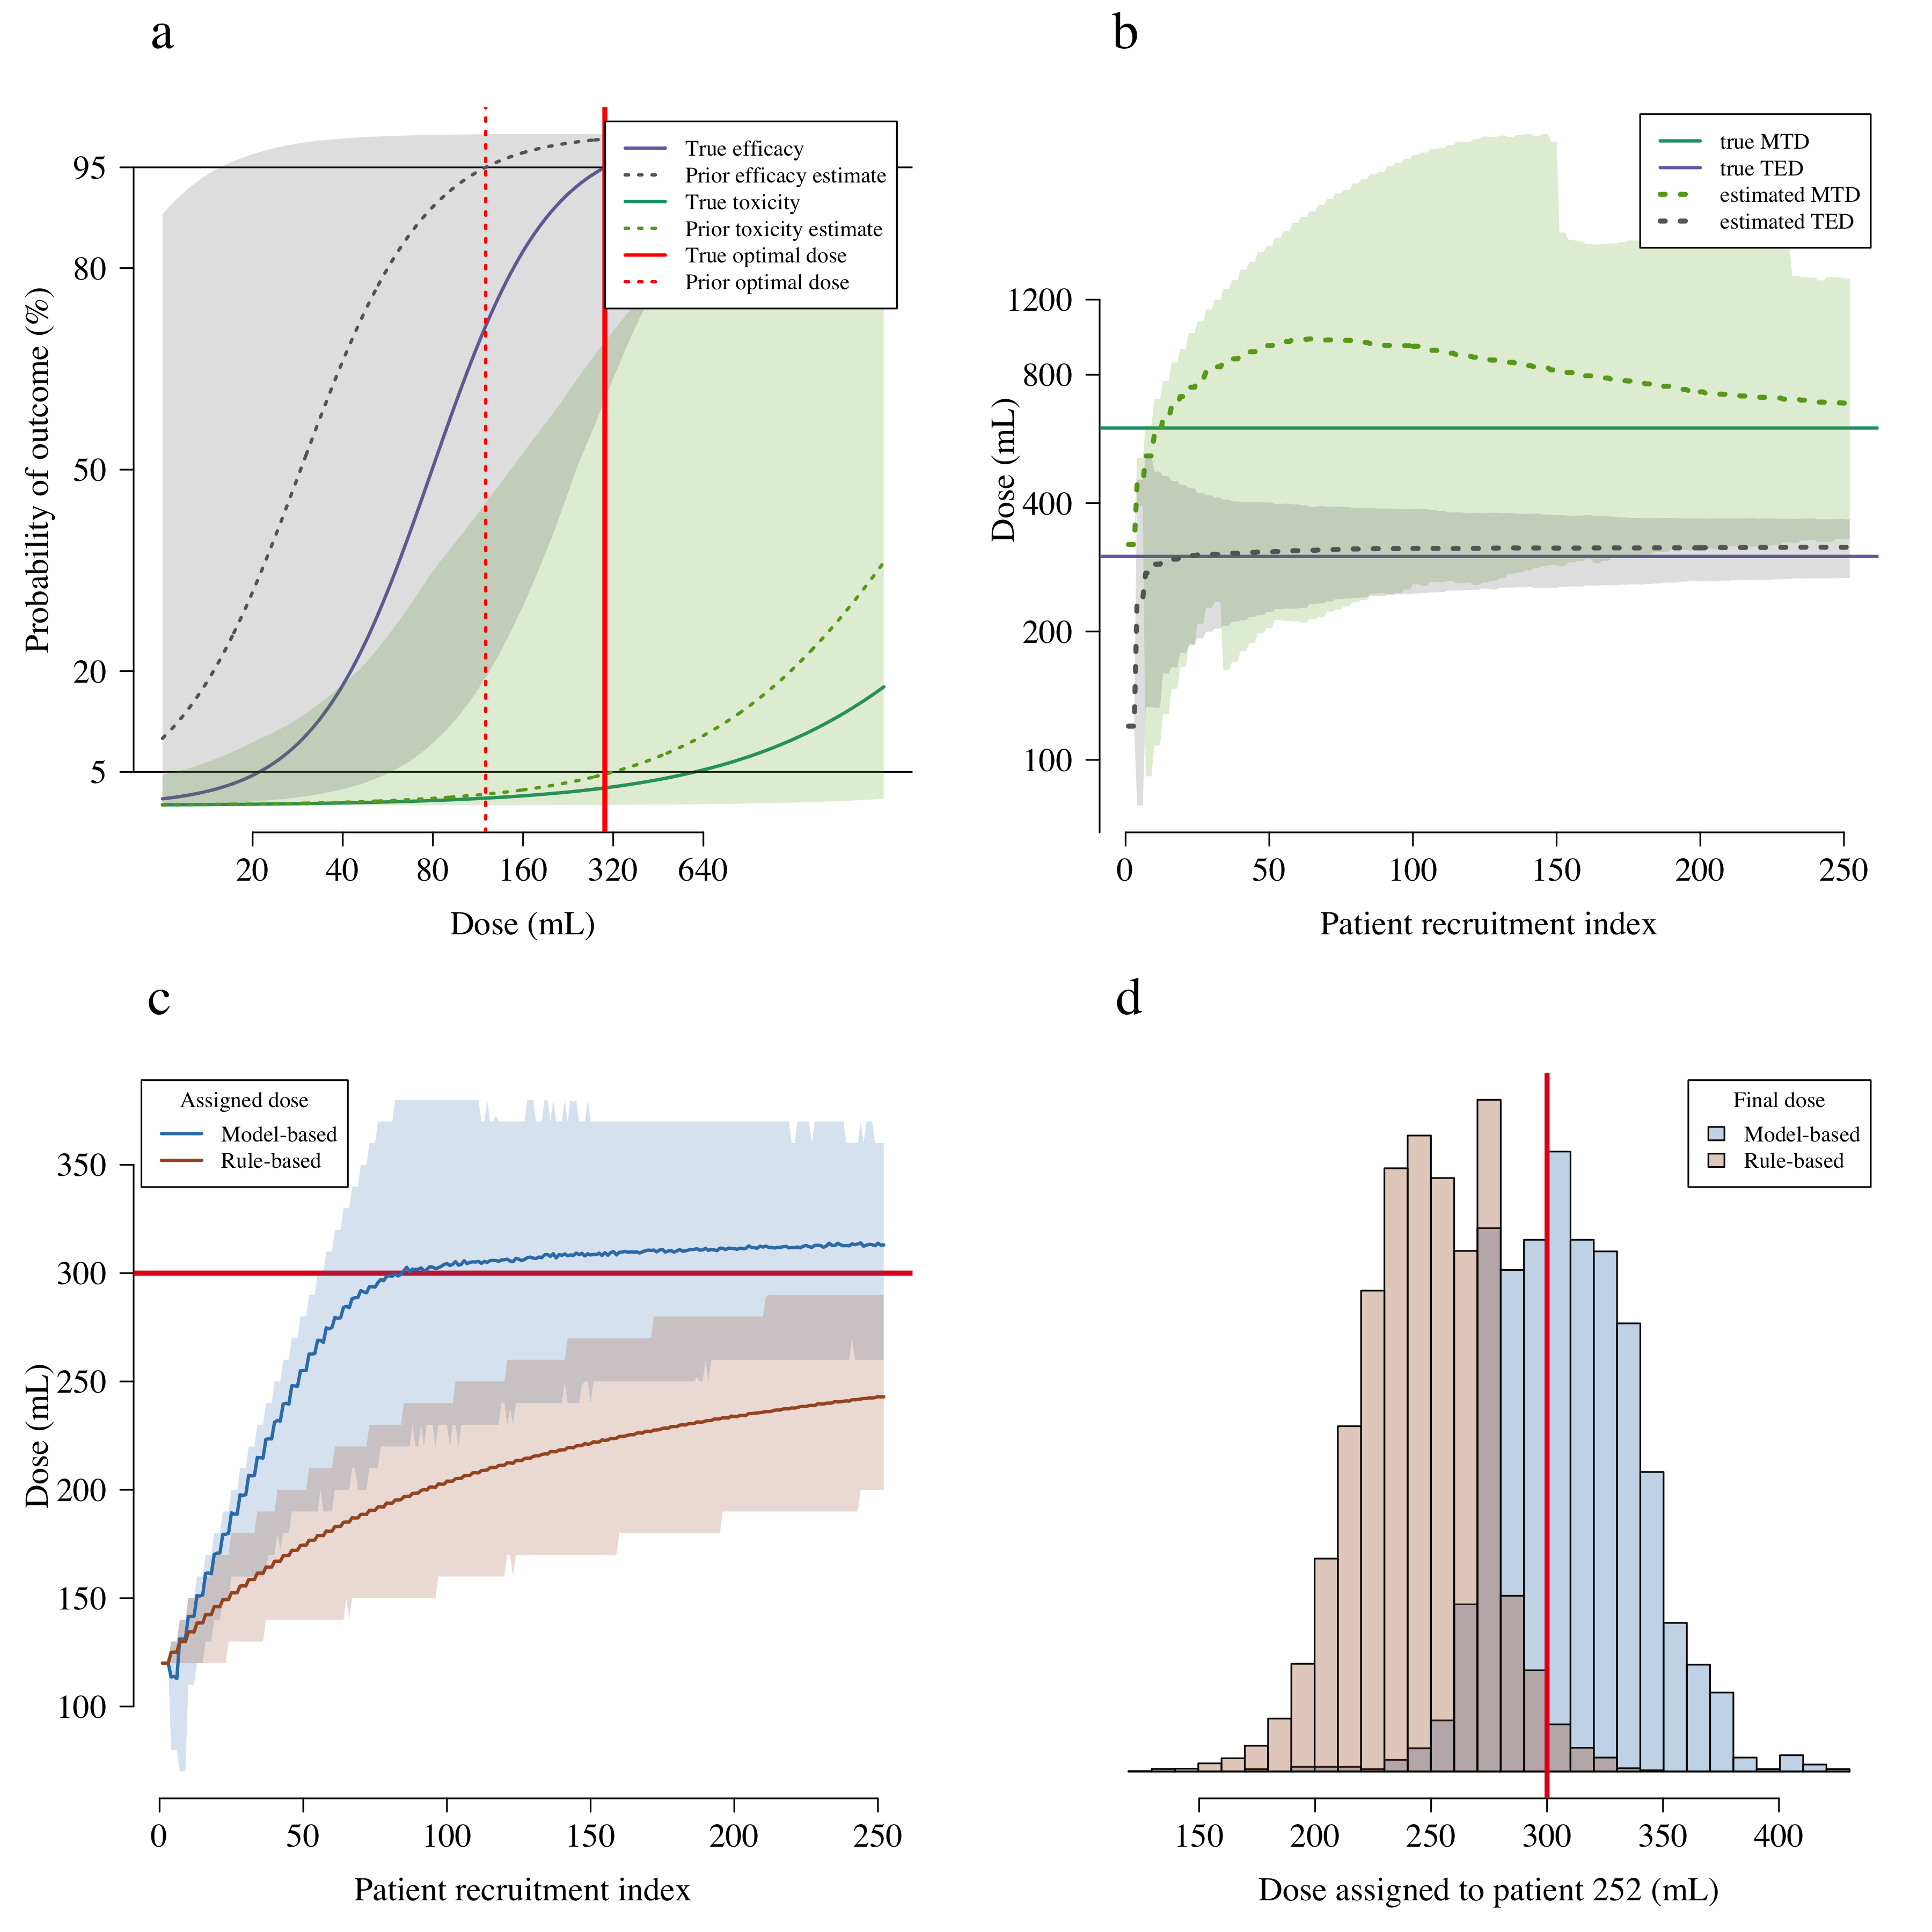 a
Probability of outcome (%)
95
80
50
20
5
20 40 80 160 320 640
Dose (mL)
True efficacy
Prior efficacy estimate
True toxicity
Prior toxicity estimate
True optimal dose
Prior optimal dose
b
Dose (mL)
1200
800
400
200
100
0 50 100 150 200 250
Patient recruitment index
true MTD
true TED
estimated MTD
estimated TED
c
Assigned dose
Model-based
Rule-based
Dose (mL)
350
300
250
200
150
100
0 50 100 150 200 250
Patient recruitment index
d
Final dose
Model-based
Rule-based
150 200 250 300 350 400
Dose assigned to patient 252 (mL)